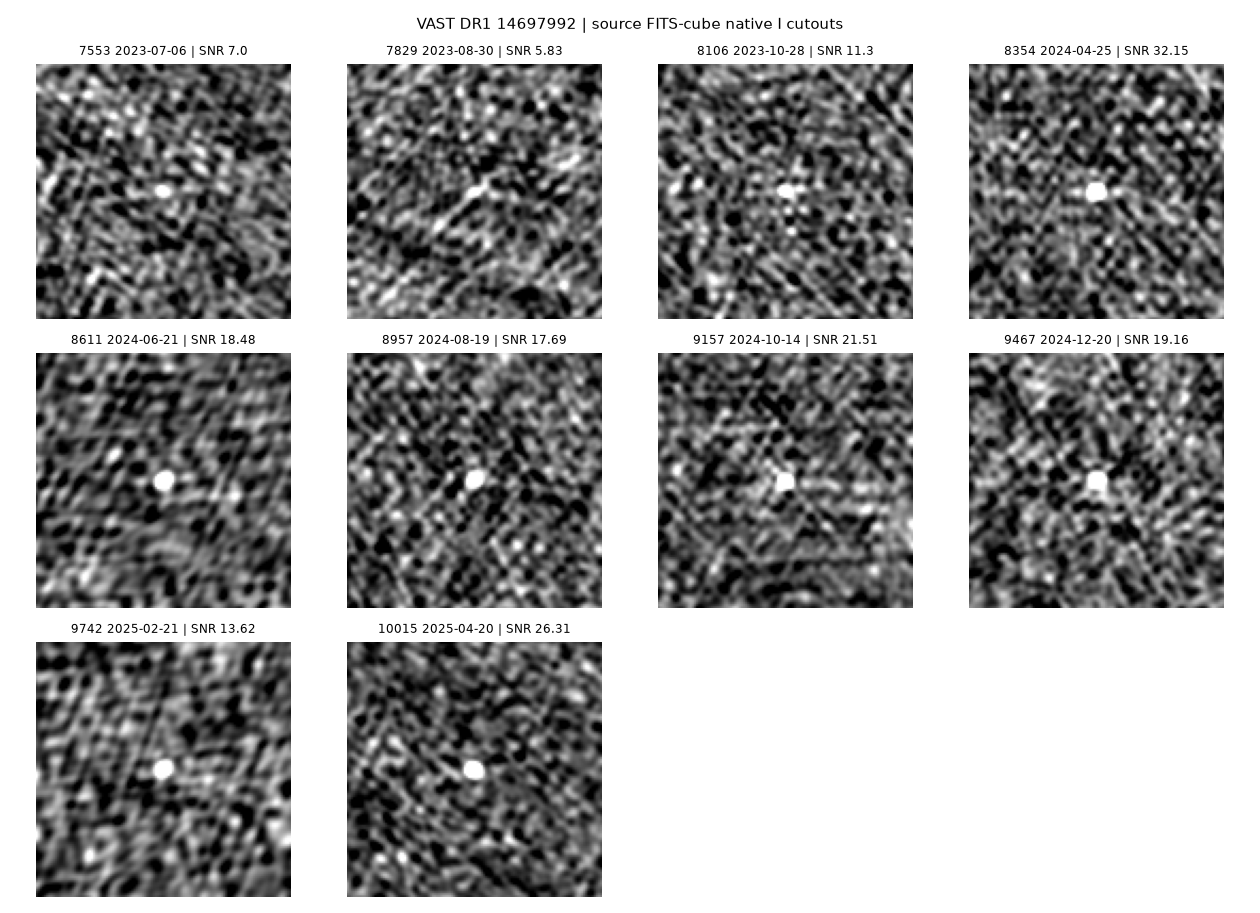 VAST DR1 14697992 | source FITS-cube native I cutouts
7553 2023-07-06 | SNR 7.0
7829 2023-08-30 | SNR 5.83
8106 2023-10-28 | SNR 11.3
8354 2024-04-25 | SNR 32.15
8611 2024-06-21 | SNR 18.48
8957 2024-08-19 | SNR 17.69
9157 2024-10-14 | SNR 21.51
9467 2024-12-20 | SNR 19.16
9742 2025-02-21 | SNR 13.62
10015 2025-04-20 | SNR 26.31